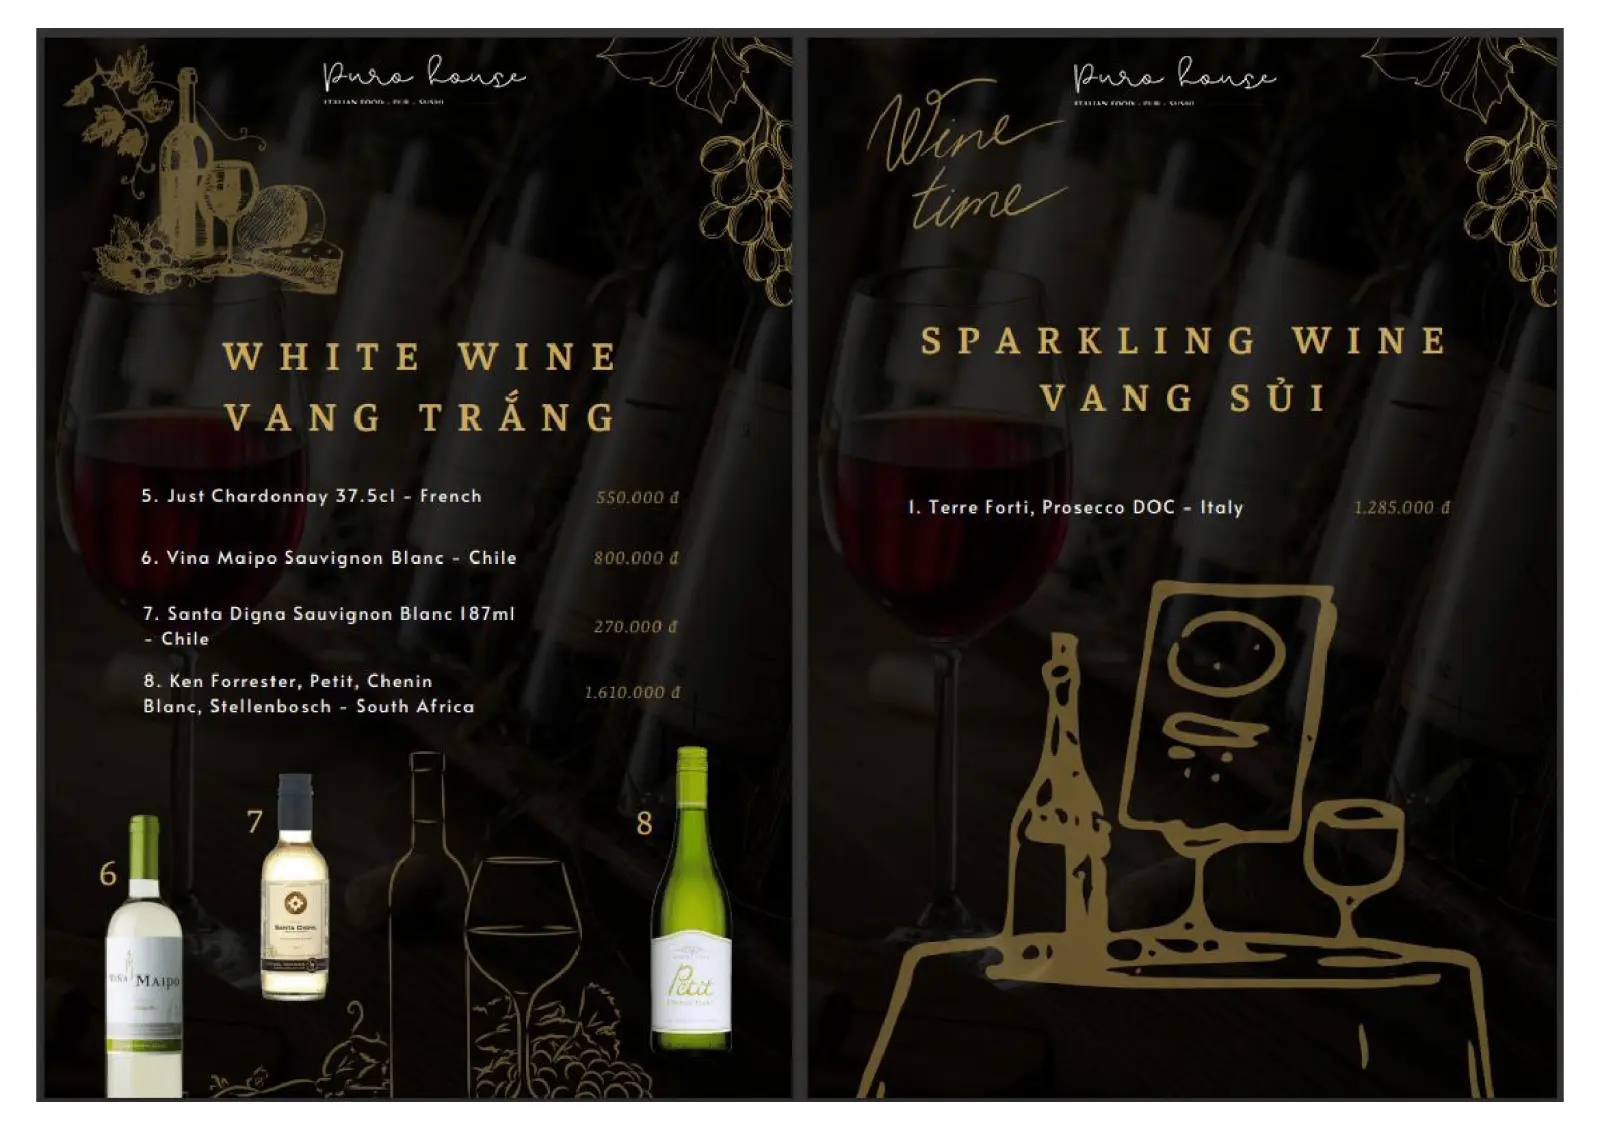 Puro house
ITALIAN FOOD - PUB - SUSHI
WHITE WINE
VANG TRẮNG
5. Just Chardonnay 37.5cl - French 550.000 đ
6. Vina Maipo Sauvignon Blanc - Chile 800.000 đ
7. Santa Digna Sauvignon Blanc 187ml
- Chile 270.000 đ
8. Ken Forrester, Petit, Chenin
Blanc, Stellenbosch - South Africa 1.610.000 đ
6
VIÑA MAIPO
7
SANTA DIGNA
8
Petit
Puro house
ITALIAN FOOD - PUB - SUSHI
Wine
time
SPARKLING WINE
VANG SỦI
1. Terre Forti, Prosecco DOC - Italy 1.285.000 đ